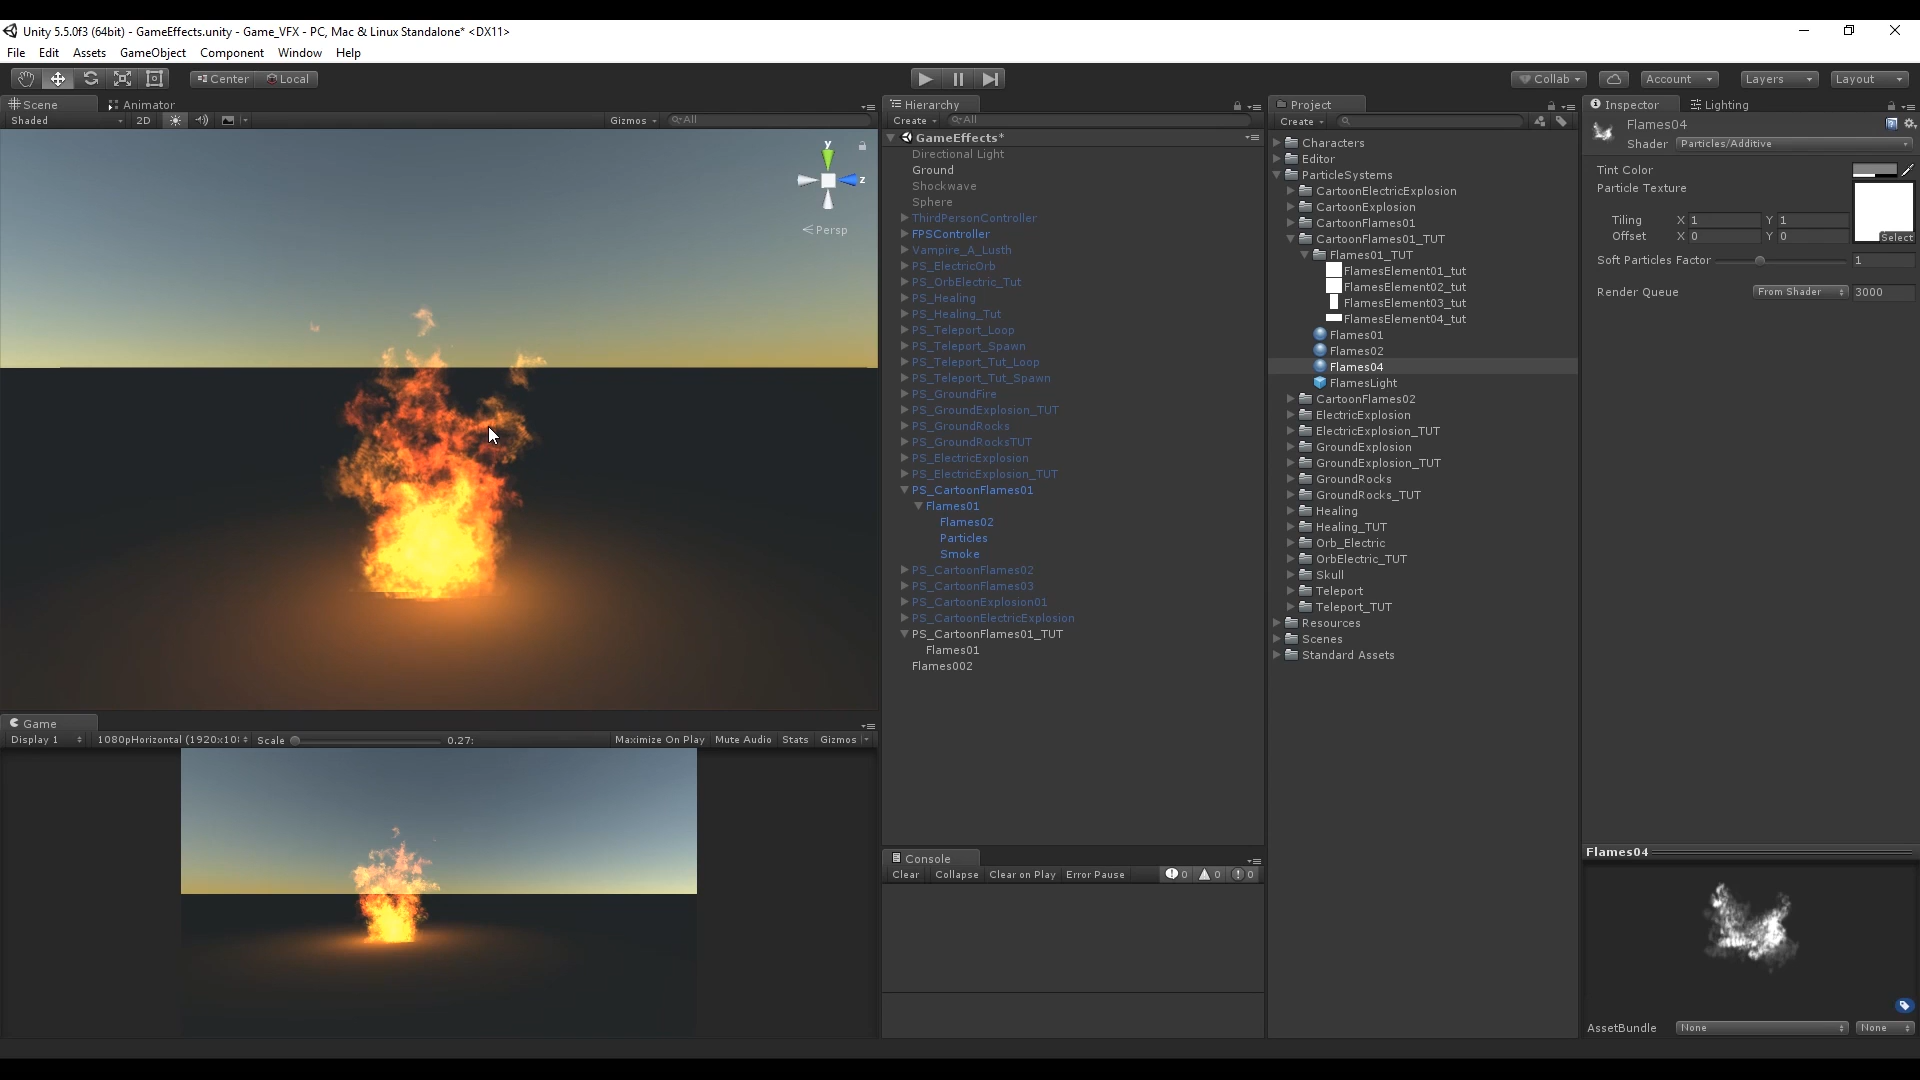 Unity 5.5.0f3 (64bit) - GameEffects.unity - Game_VFX - PC, Mac & Linux Standalone* <DX11>
File Edit Assets GameObject Component Window Help
Center Local Collab Account Layers Layout
Scene Animator
Shaded 2D Gizmos All
y
z
Persp
Game
Display 1 1080pHorizontal (1920x10 Scale 0.27: Maximize On Play Mute Audio Stats Gizmos
Hierarchy
Create All
GameEffects*
Directional Light
Ground
Shockwave
Sphere
ThirdPersonController
FPSController
Vampire_A_Lusth
PS_ElectricOrb
PS_OrbElectric_Tut
PS_Healing
PS_Healing_Tut
PS_Teleport_Loop
PS_Teleport_Spawn
PS_Teleport_Tut_Loop
PS_Teleport_Tut_Spawn
PS_GroundFire
PS_GroundExplosion_TUT
PS_GroundRocks
PS_GroundRocksTUT
PS_ElectricExplosion
PS_ElectricExplosion_TUT
PS_CartoonFlames01
Flames01
Flames02
Particles
Smoke
PS_CartoonFlames02
PS_CartoonFlames03
PS_CartoonExplosion01
PS_CartoonElectricExplosion
PS_CartoonFlames01_TUT
Flames01
Flames002
Console
Clear Collapse Clear on Play Error Pause 0 0 0
Project
Create
Characters
Editor
ParticleSystems
CartoonElectricExplosion
CartoonExplosion
CartoonFlames01
CartoonFlames01_TUT
Flames01_TUT
FlamesElement01_tut
FlamesElement02_tut
FlamesElement03_tut
FlamesElement04_tut
Flames01
Flames02
Flames04
FlamesLight
CartoonFlames02
ElectricExplosion
ElectricExplosion_TUT
GroundExplosion
GroundExplosion_TUT
GroundRocks
GroundRocks_TUT
Healing
Healing_TUT
Orb_Electric
OrbElectric_TUT
Skull
Teleport
Teleport_TUT
Resources
Scenes
Standard Assets
Inspector Lighting
Flames04
Shader Particles/Additive
Tint Color
Particle Texture
Tiling X 1 Y 1
Offset X 0 Y 0
Select
Soft Particles Factor 1
Render Queue From Shader 3000
Flames04
AssetBundle None None